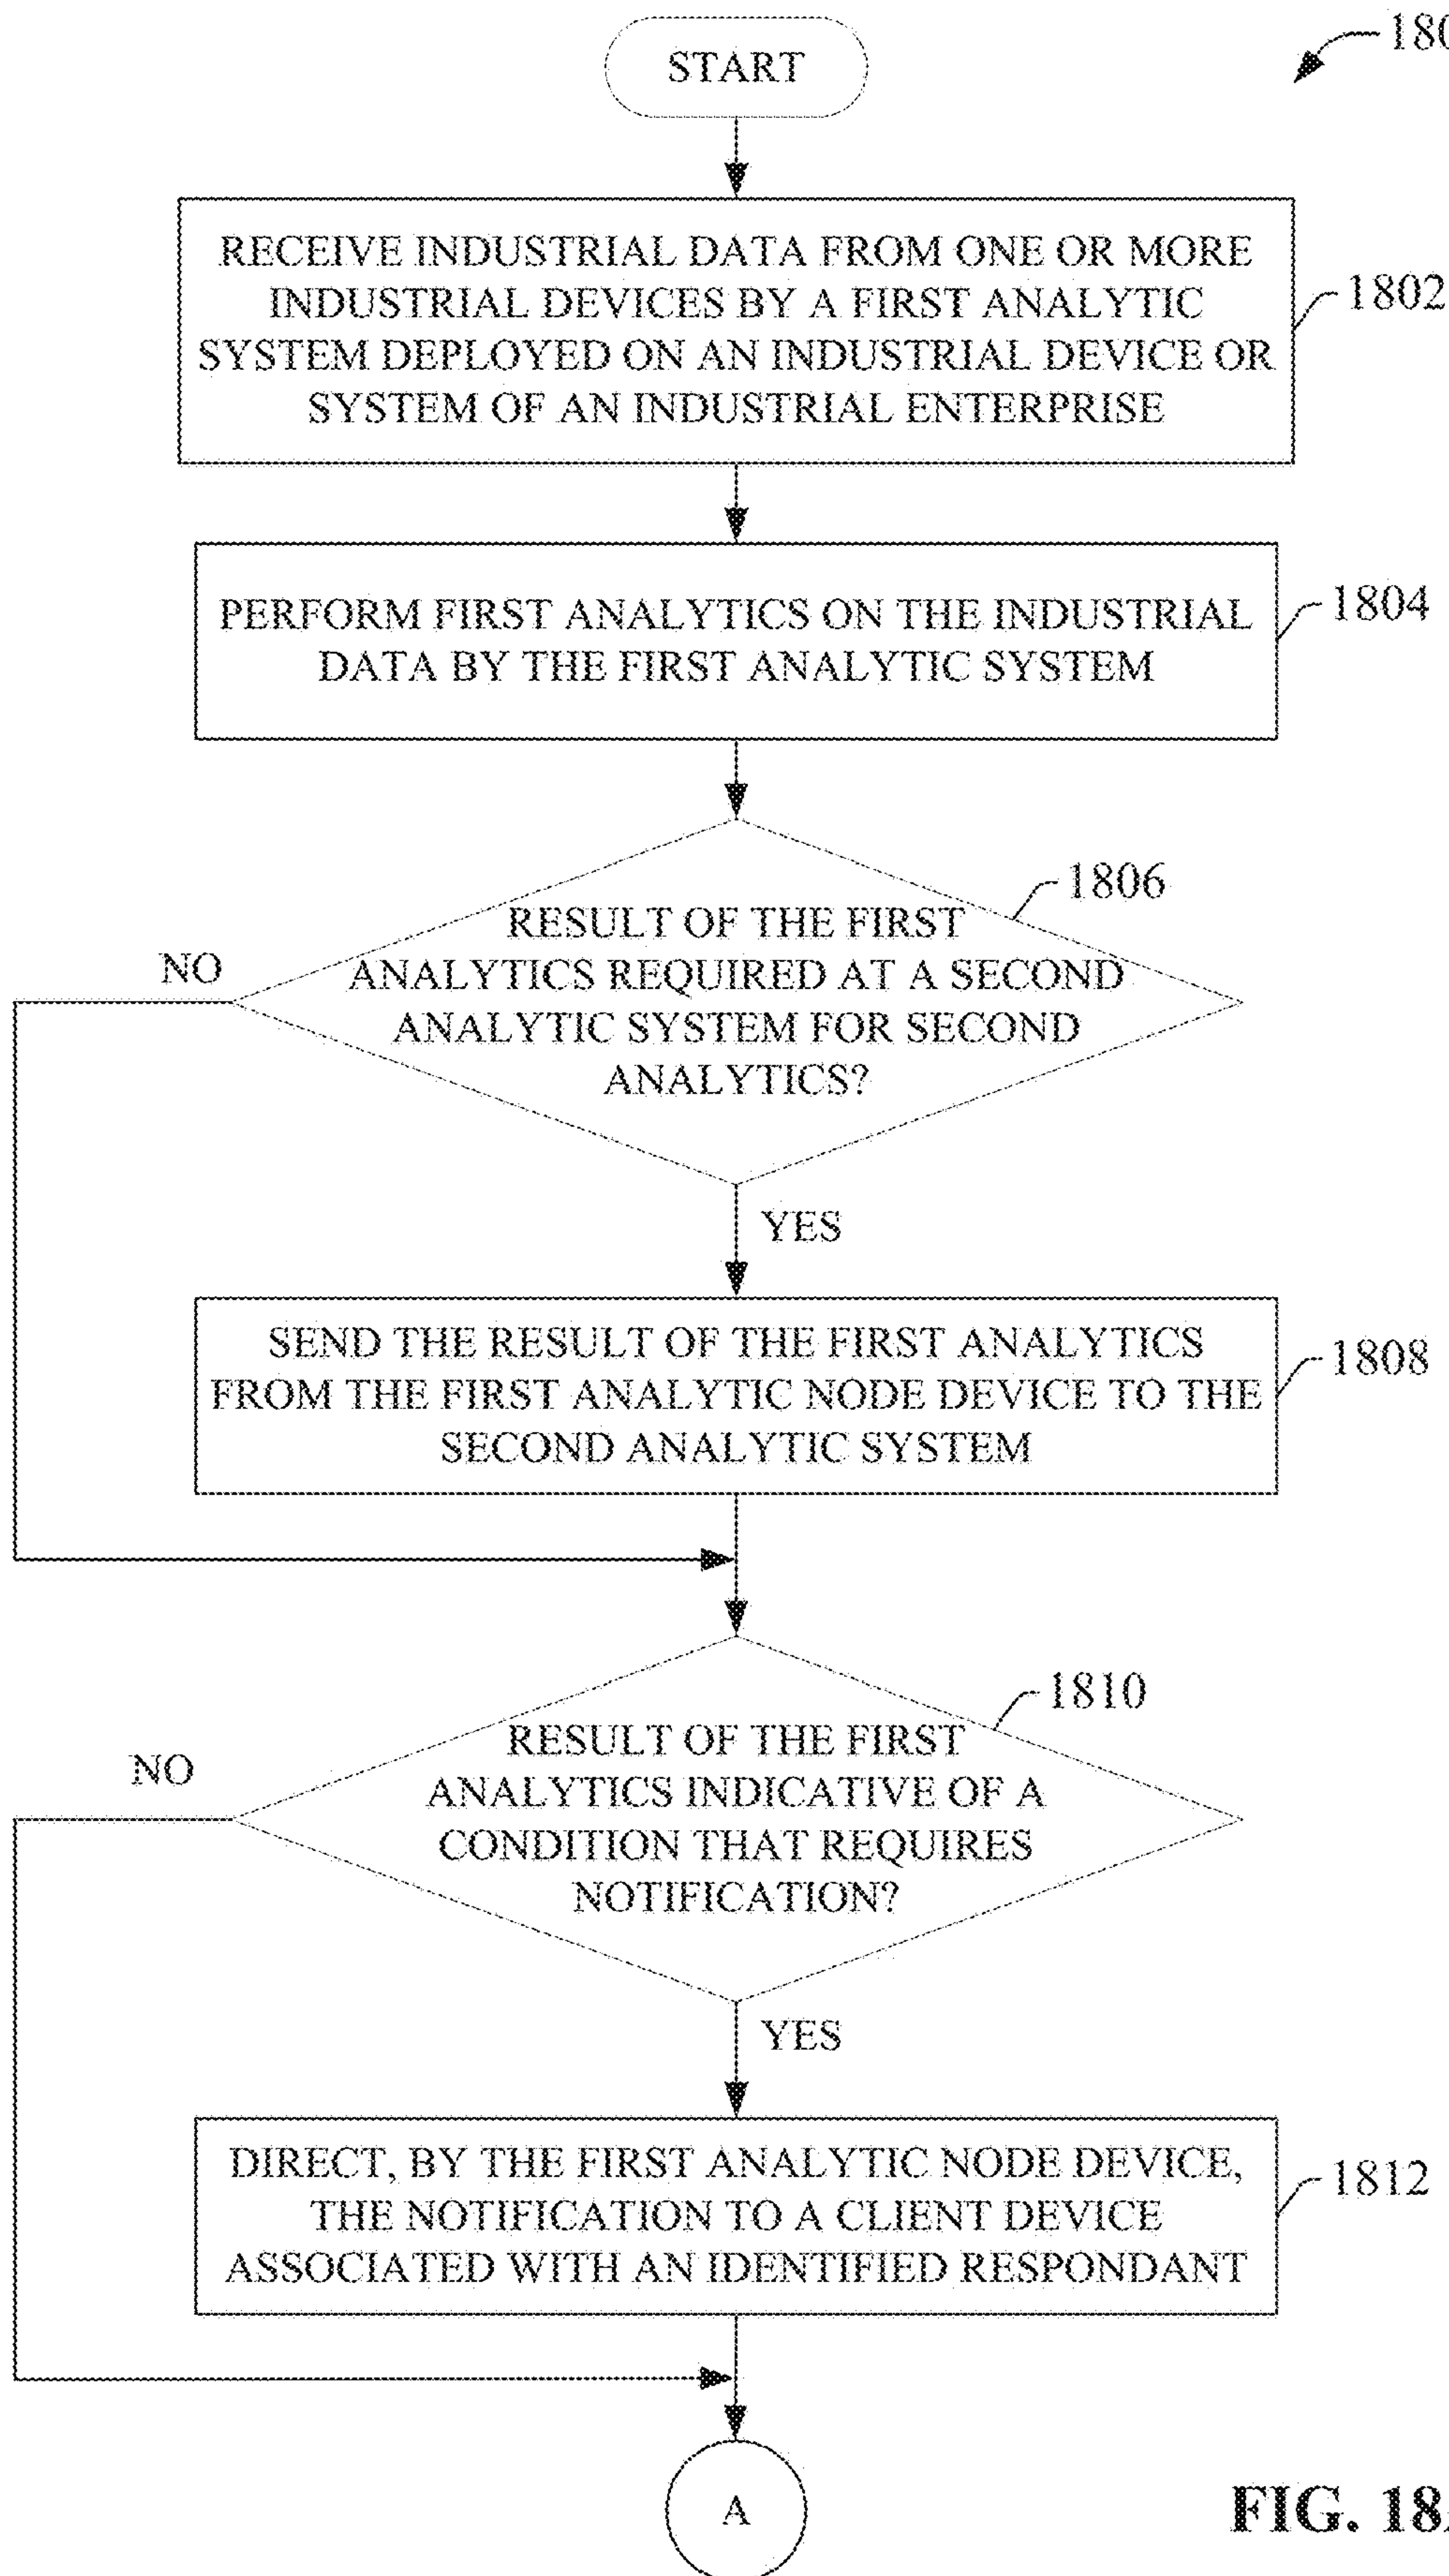 START
RECEIVE INDUSTRIAL DATA FROM ONE OR MORE
INDUSTRIAL DEVICES BY A FIRST ANALYTIC
SYSTEM DEPLOYED ON AN INDUSTRIAL DEVICE OR
SYSTEM OF AN INDUSTRIAL ENTERPRISE
1802
PERFORM FIRST ANALYTICS ON THE INDUSTRIAL
DATA BY THE FIRST ANALYTIC SYSTEM
1804
1806
RESULT OF THE FIRST
ANALYTICS REQUIRED AT A SECOND
ANALYTIC SYSTEM FOR SECOND
ANALYTICS?
NO
YES
SEND THE RESULT OF THE FIRST ANALYTICS
FROM THE FIRST ANALYTIC NODE DEVICE TO THE
SECOND ANALYTIC SYSTEM
1808
1810
RESULT OF THE FIRST
ANALYTICS INDICATIVE OF A
CONDITION THAT REQUIRES
NOTIFICATION?
NO
YES
DIRECT, BY THE FIRST ANALYTIC NODE DEVICE,
THE NOTIFICATION TO A CLIENT DEVICE
ASSOCIATED WITH AN IDENTIFIED RESPONDANT
1812
A
FIG.